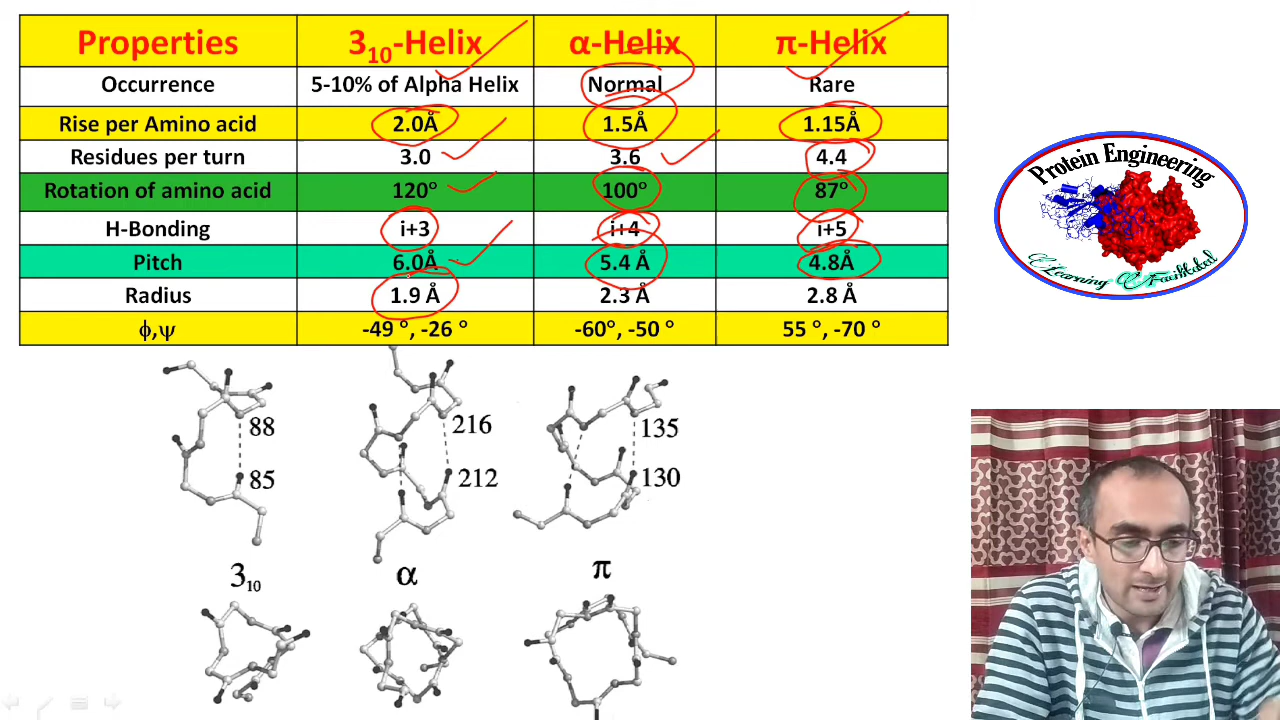 Properties 3₁₀-Helix α-Helix π-Helix
Occurrence 5-10% of Alpha Helix Normal Rare
Rise per Amino acid 2.0Å 1.5Å 1.15Å
Residues per turn 3.0 3.6 4.4
Rotation of amino acid 120° 100° 87°
H-Bonding i+3 i+4 i+5
Pitch 6.0Å 5.4 Å 4.8Å
Radius 1.9 Å 2.3 Å 2.8 Å
ϕ,ψ -49 °, -26 ° -60°, -50 ° 55 °, -70 °
Protein Engineering
eLearning eFacilitated
88
85
216
212
135
130
3₁₀ α π